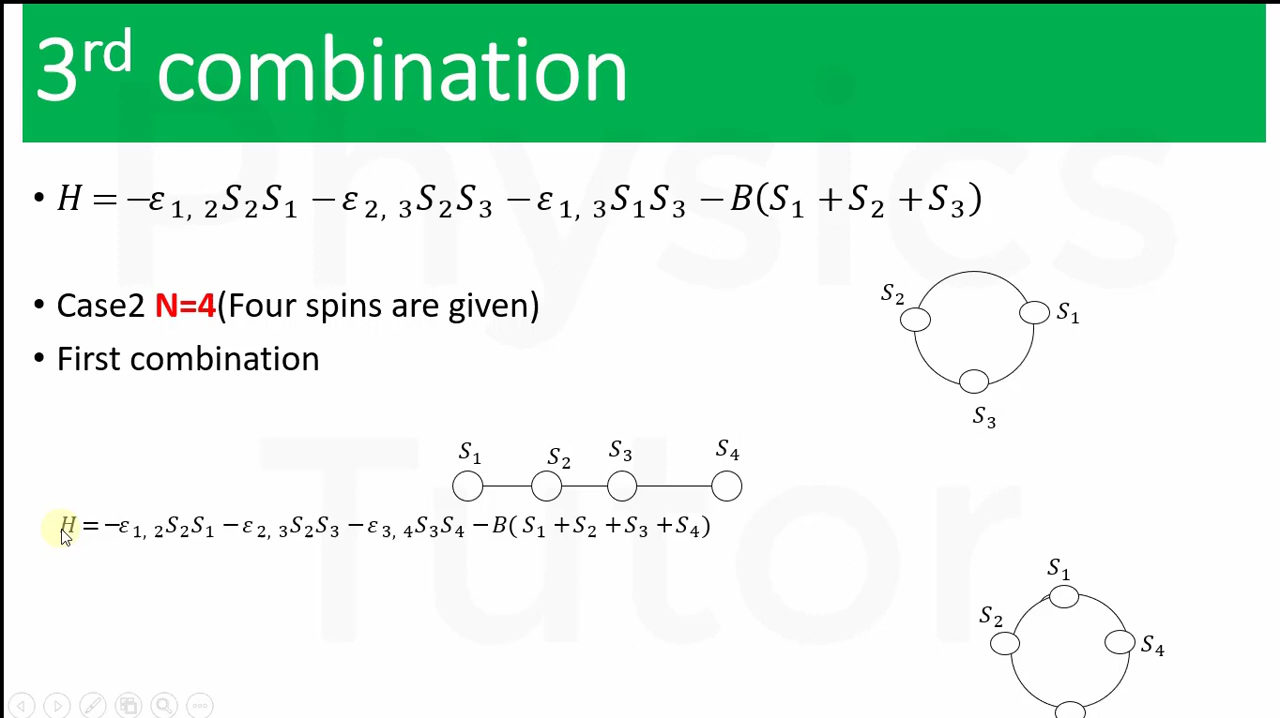 3rd combination
• H = −ε1, 2S2S1 − ε2, 3S2S3 − ε1, 3S1S3 − B(S1 + S2 + S3)
• Case2 N=4(Four spins are given)
• First combination
S2
S1
S3
S1 S2 S3 S4
H = −ε1, 2S2S1 − ε2, 3S2S3 − ε3, 4S3S4 − B( S1 + S2 + S3 + S4)
S1
S2
S4
Physics
Tutor